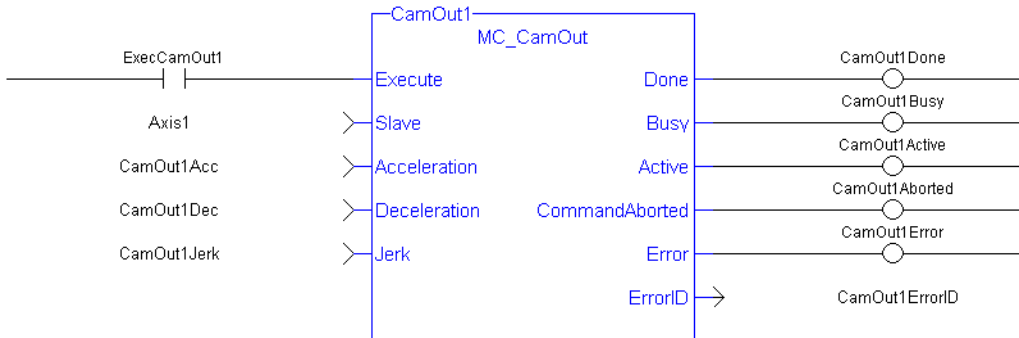 CamOut1
MC_CamOut
ExecCamOut1 Execute Done CamOut1Done
Axis1 Slave Busy CamOut1Busy
CamOut1Acc Acceleration Active CamOut1Active
CamOut1Dec Deceleration CommandAborted CamOut1Aborted
CamOut1Jerk Jerk Error CamOut1Error
ErrorID CamOut1ErrorID